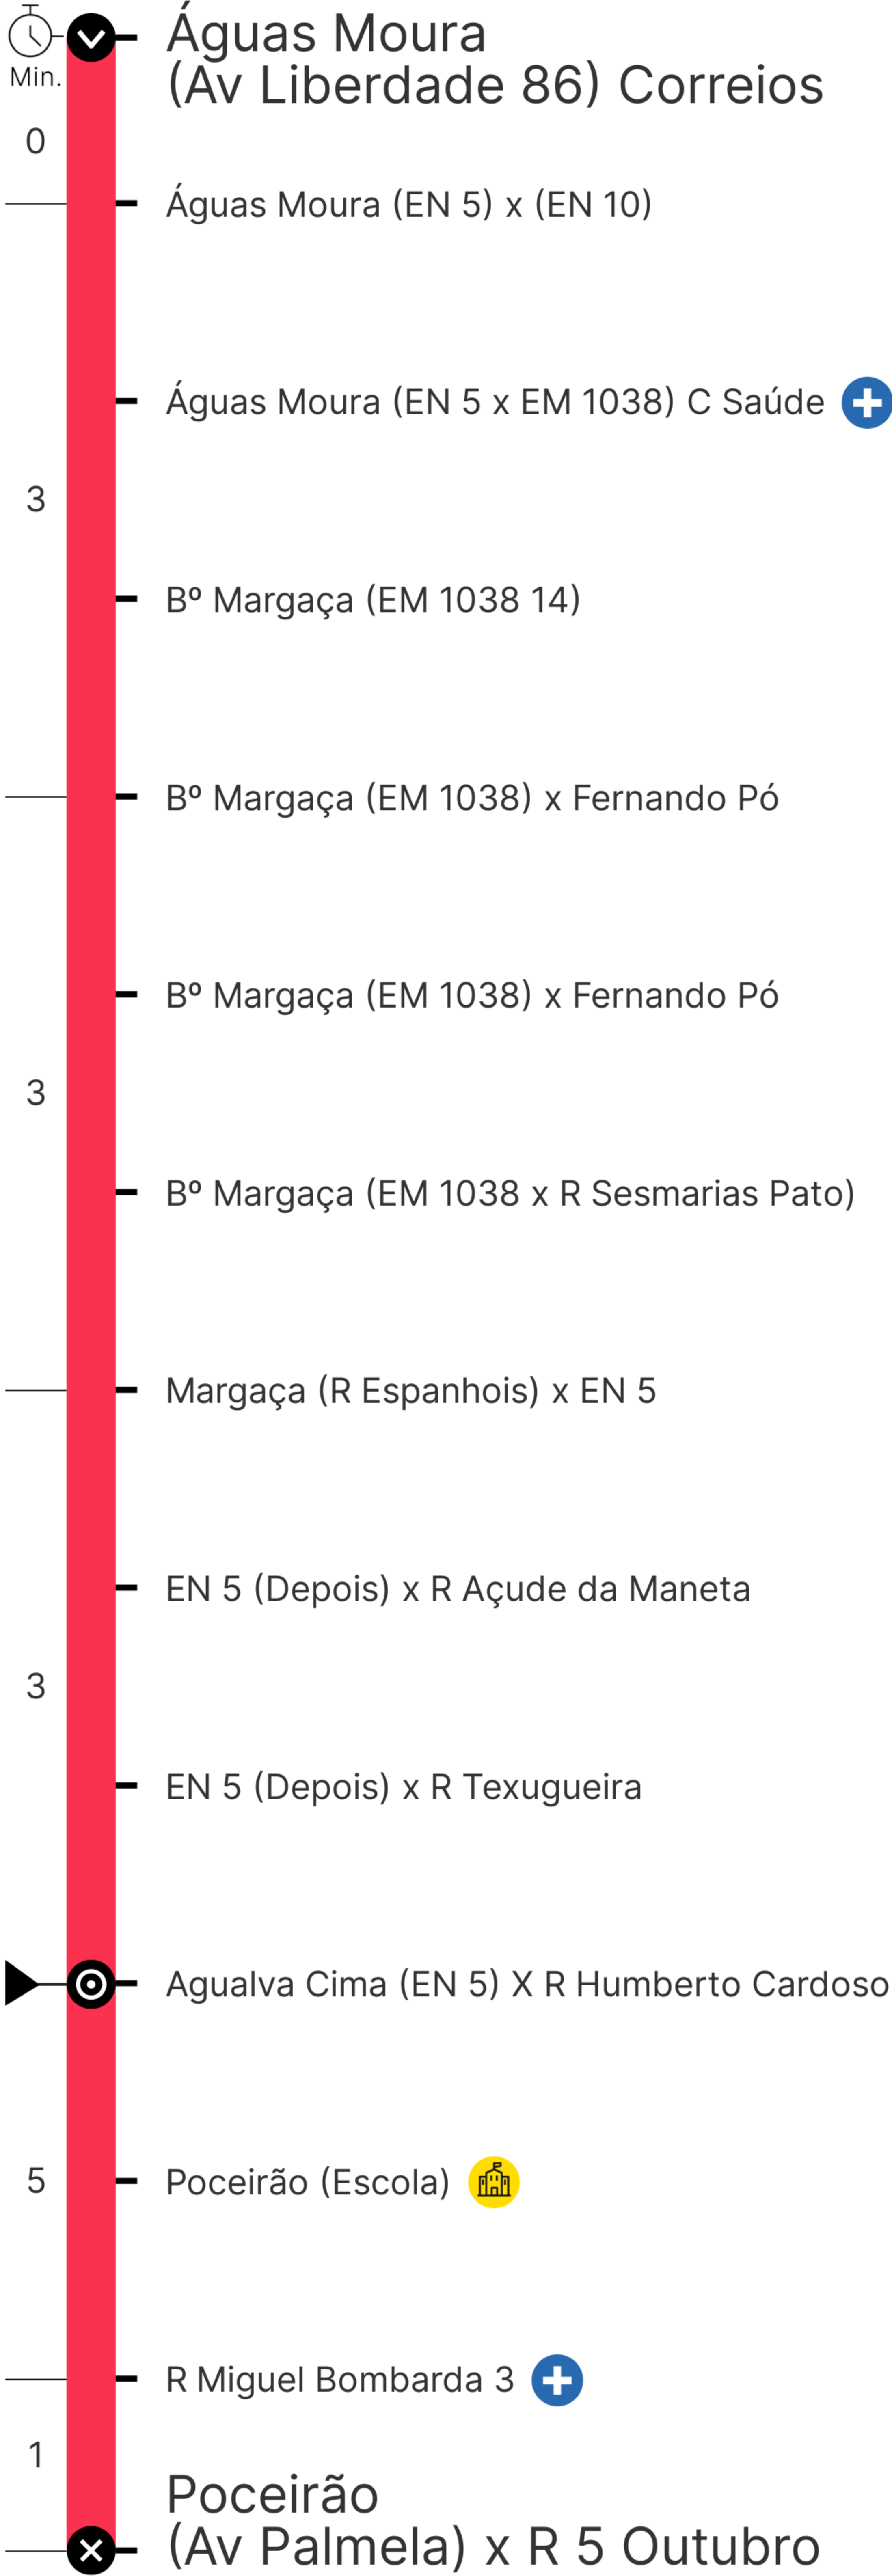 Min.
Águas Moura
(Av Liberdade 86) Correios
0
Águas Moura (EN 5) x (EN 10)
Águas Moura (EN 5 x EM 1038) C Saúde
3
Bº Margaça (EM 1038 14)
Bº Margaça (EM 1038) x Fernando Pó
Bº Margaça (EM 1038) x Fernando Pó
3
Bº Margaça (EM 1038 x R Sesmarias Pato)
Margaça (R Espanhois) x EN 5
EN 5 (Depois) x R Açude da Maneta
3
EN 5 (Depois) x R Texugueira
Agualva Cima (EN 5) X R Humberto Cardoso
5
Poceirão (Escola)
R Miguel Bombarda 3
1
Poceirão
(Av Palmela) x R 5 Outubro